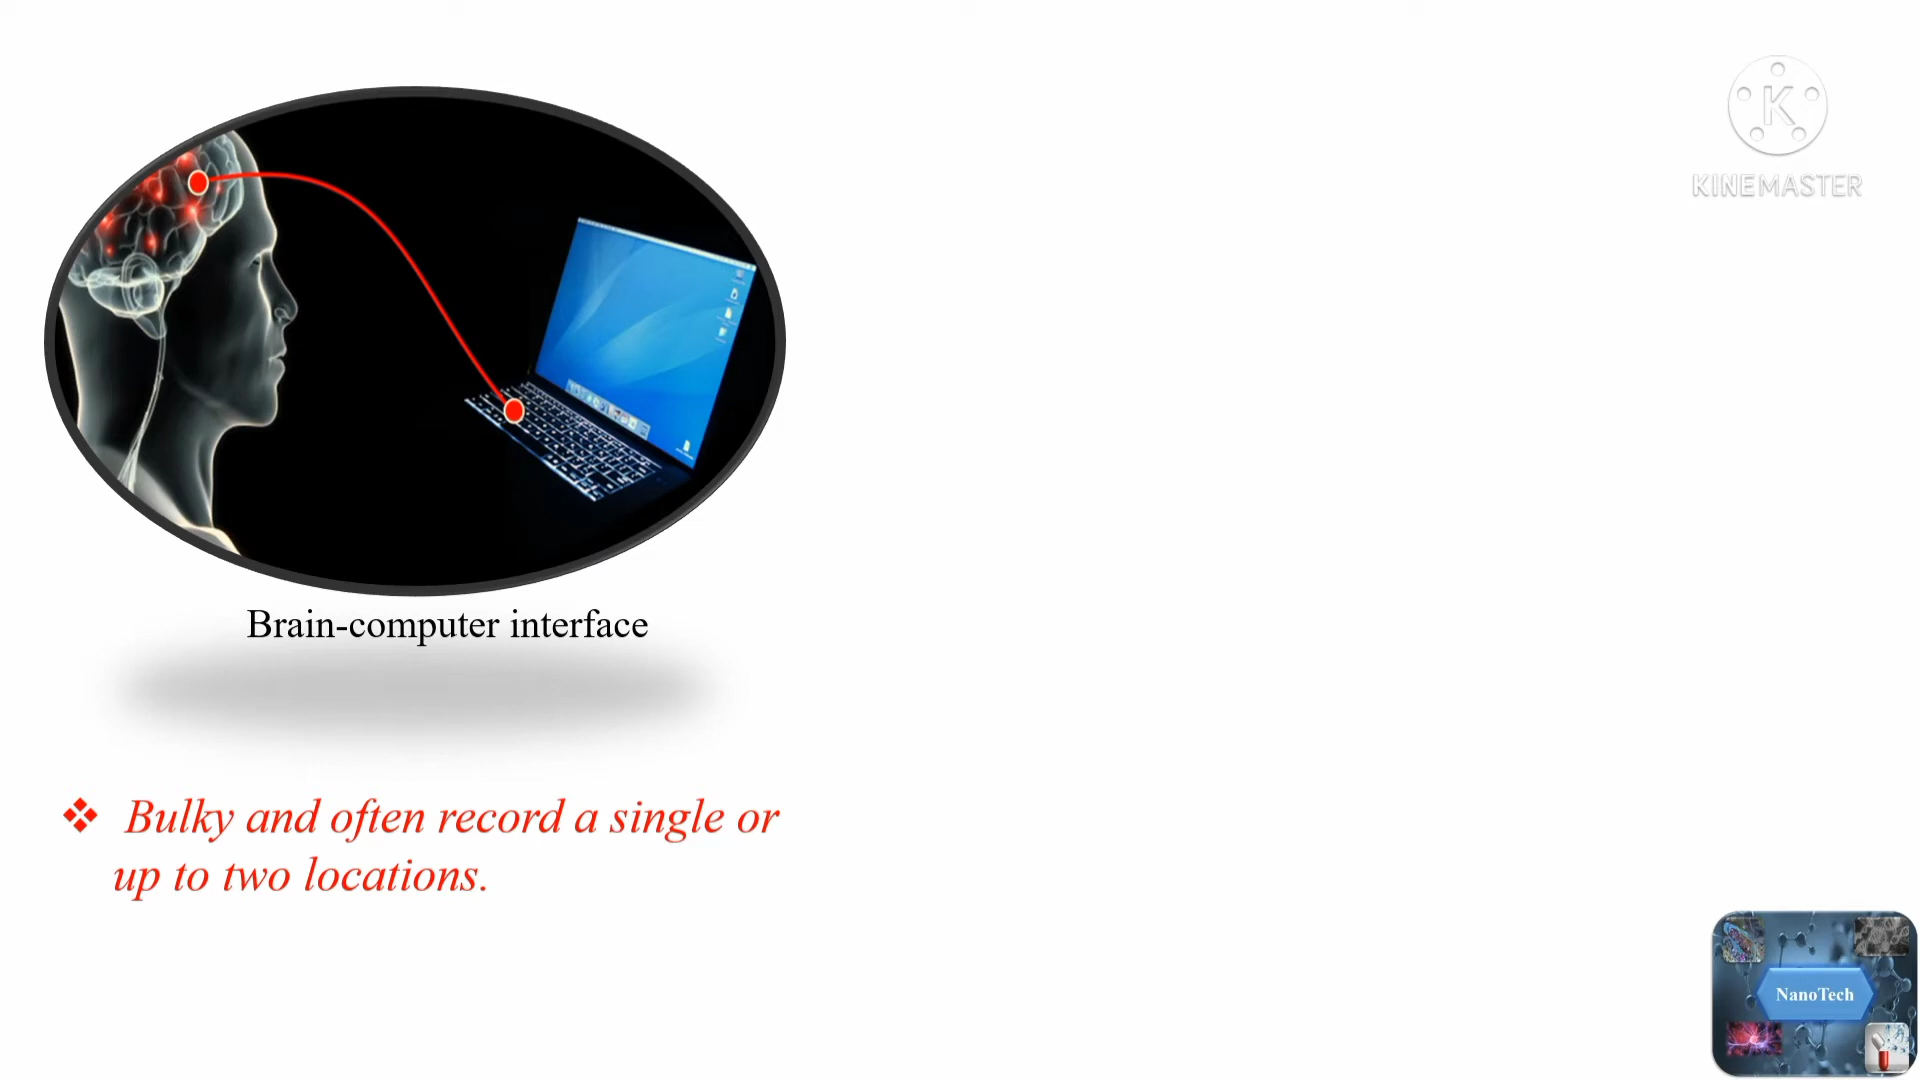 KINEMASTER
Brain-computer interface
❖ Bulky and often record a single or
up to two locations.
NanoTech